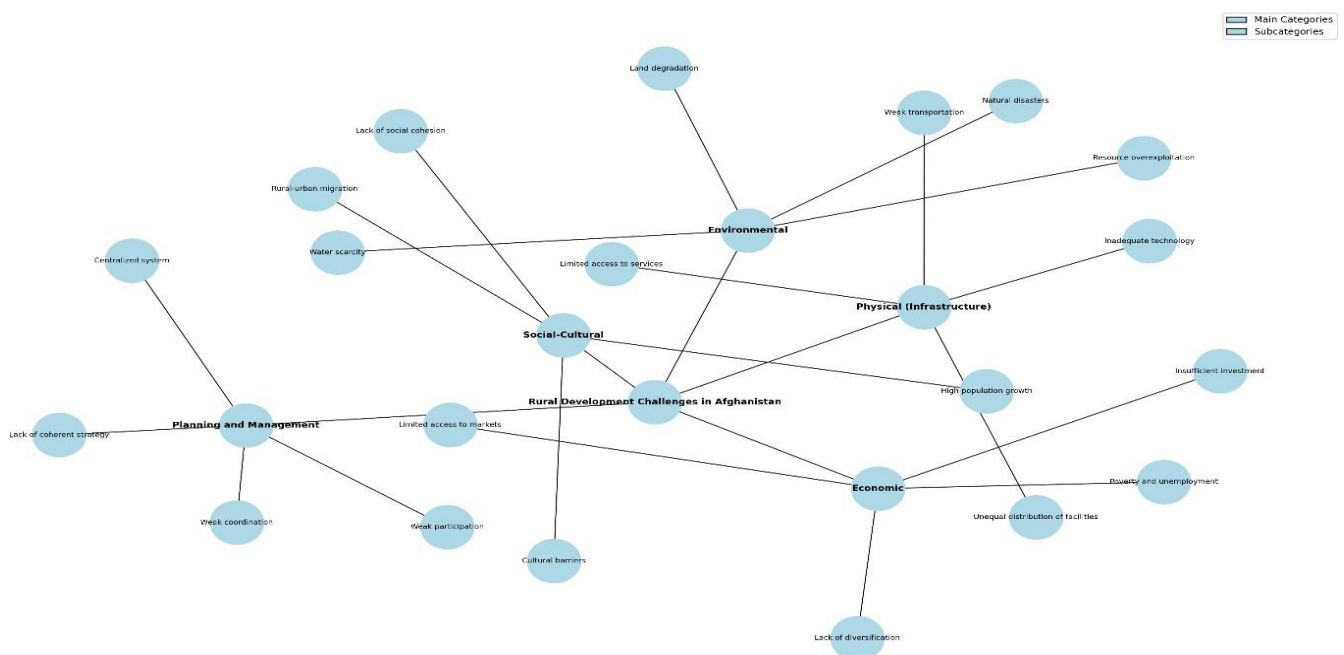 Main Categories
Subcategories
Land degradation
Natural disasters
Weak transportation
Lack of social cohesion
Resource overexploitation
Rural-urban migration
Environmental
Inadequate technology
Water scarcity
Centralized system
Limited access to services
Physical (Infrastructure)
Social-Cultural
Insufficient investment
High population growth
Rural Development Challenges in Afghanistan
Planning and Management
Limited access to markets
Lack of coherent strategy
Poverty and unemployment
Economic
Unequal distribution of facilities
Weak coordination
Weak participation
Cultural barriers
Lack of diversification